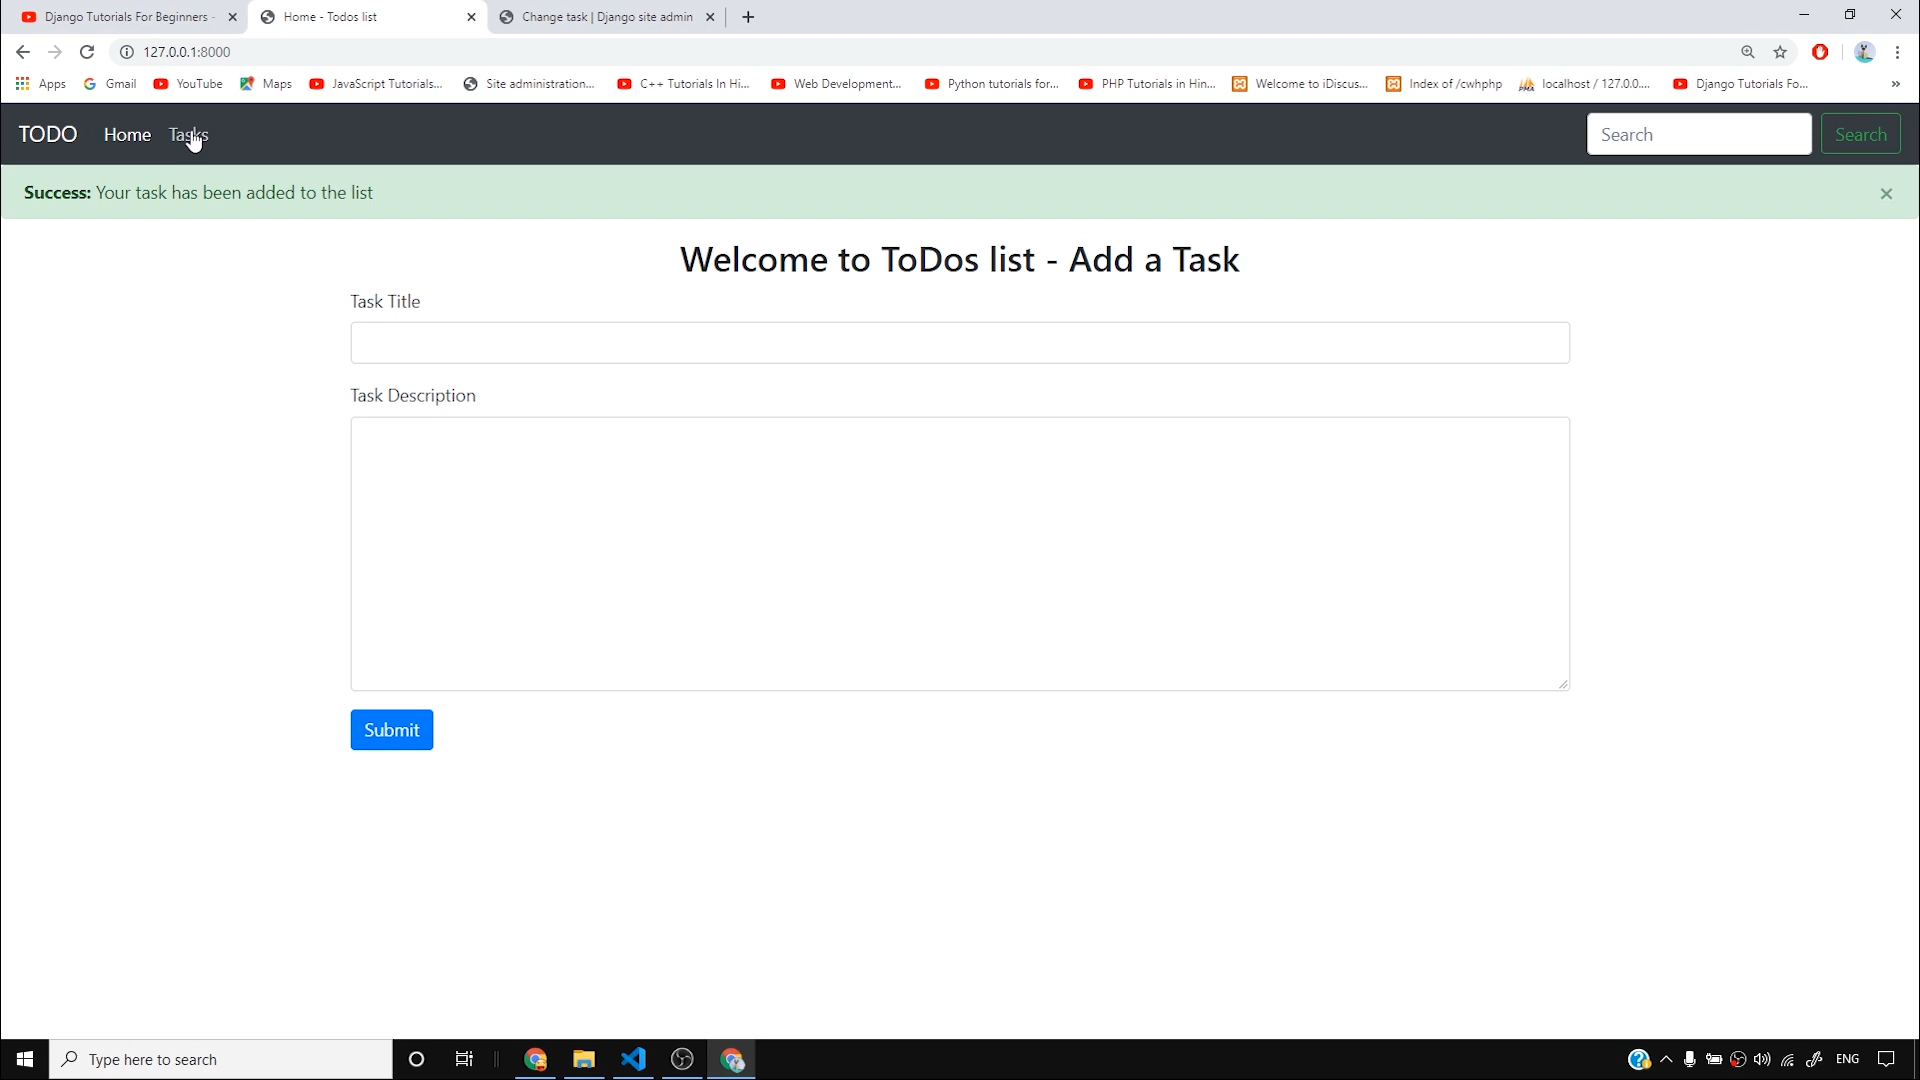 Django Tutorials For Beginners -
Home - Todos list
Change task | Django site admin
127.0.0.1:8000
Apps
Gmail
YouTube
Maps
JavaScript Tutorials...
Site administration...
C++ Tutorials In Hi...
Web Development...
Python tutorials for...
PHP Tutorials in Hin...
Welcome to iDiscus...
Index of /cwhphp
localhost / 127.0.0....
Django Tutorials Fo...
»
TODO
Home
Tasks
Search
Search
Success: Your task has been added to the list
×
Welcome to ToDos list - Add a Task
Task Title
Task Description
Submit
Type here to search
ENG